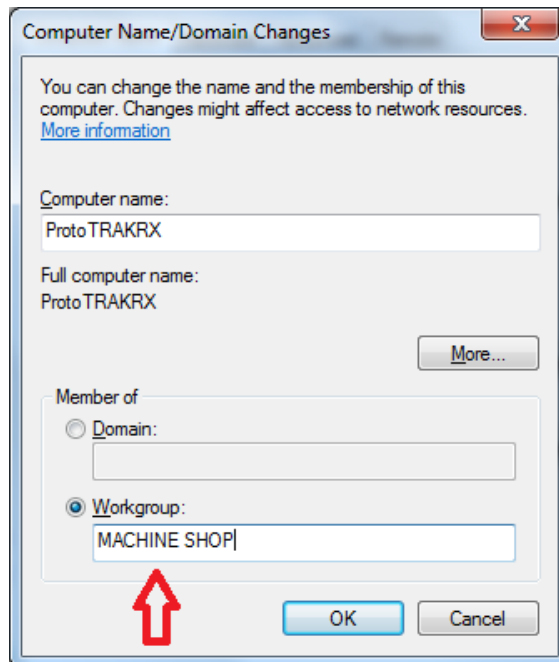 Computer Name/Domain Changes
You can change the name and the membership of this
computer. Changes might affect access to network resources.
More information
Computer name:
ProtoTRAKRX
Full computer name:
ProtoTRAKRX
More...
Member of
Domain:
Workgroup:
MACHINE SHOP
OK
Cancel